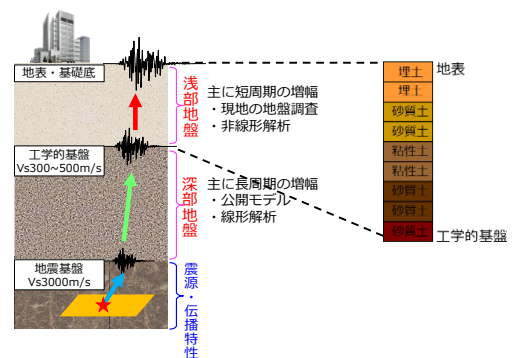 地表・基礎底
工学的基盤
Vs300~500m/s
地震基盤
Vs3000m/s
浅部地盤
深部地盤
震源・伝播特性
主に短周期の増幅
・現地の地盤調査
・非線形解析
主に長周期の増幅
・公開モデル
・線形解析
地表
埋土
埋土
砂質土
砂質土
粘性土
粘性土
砂質土
砂質土
砂質土
工学的基盤